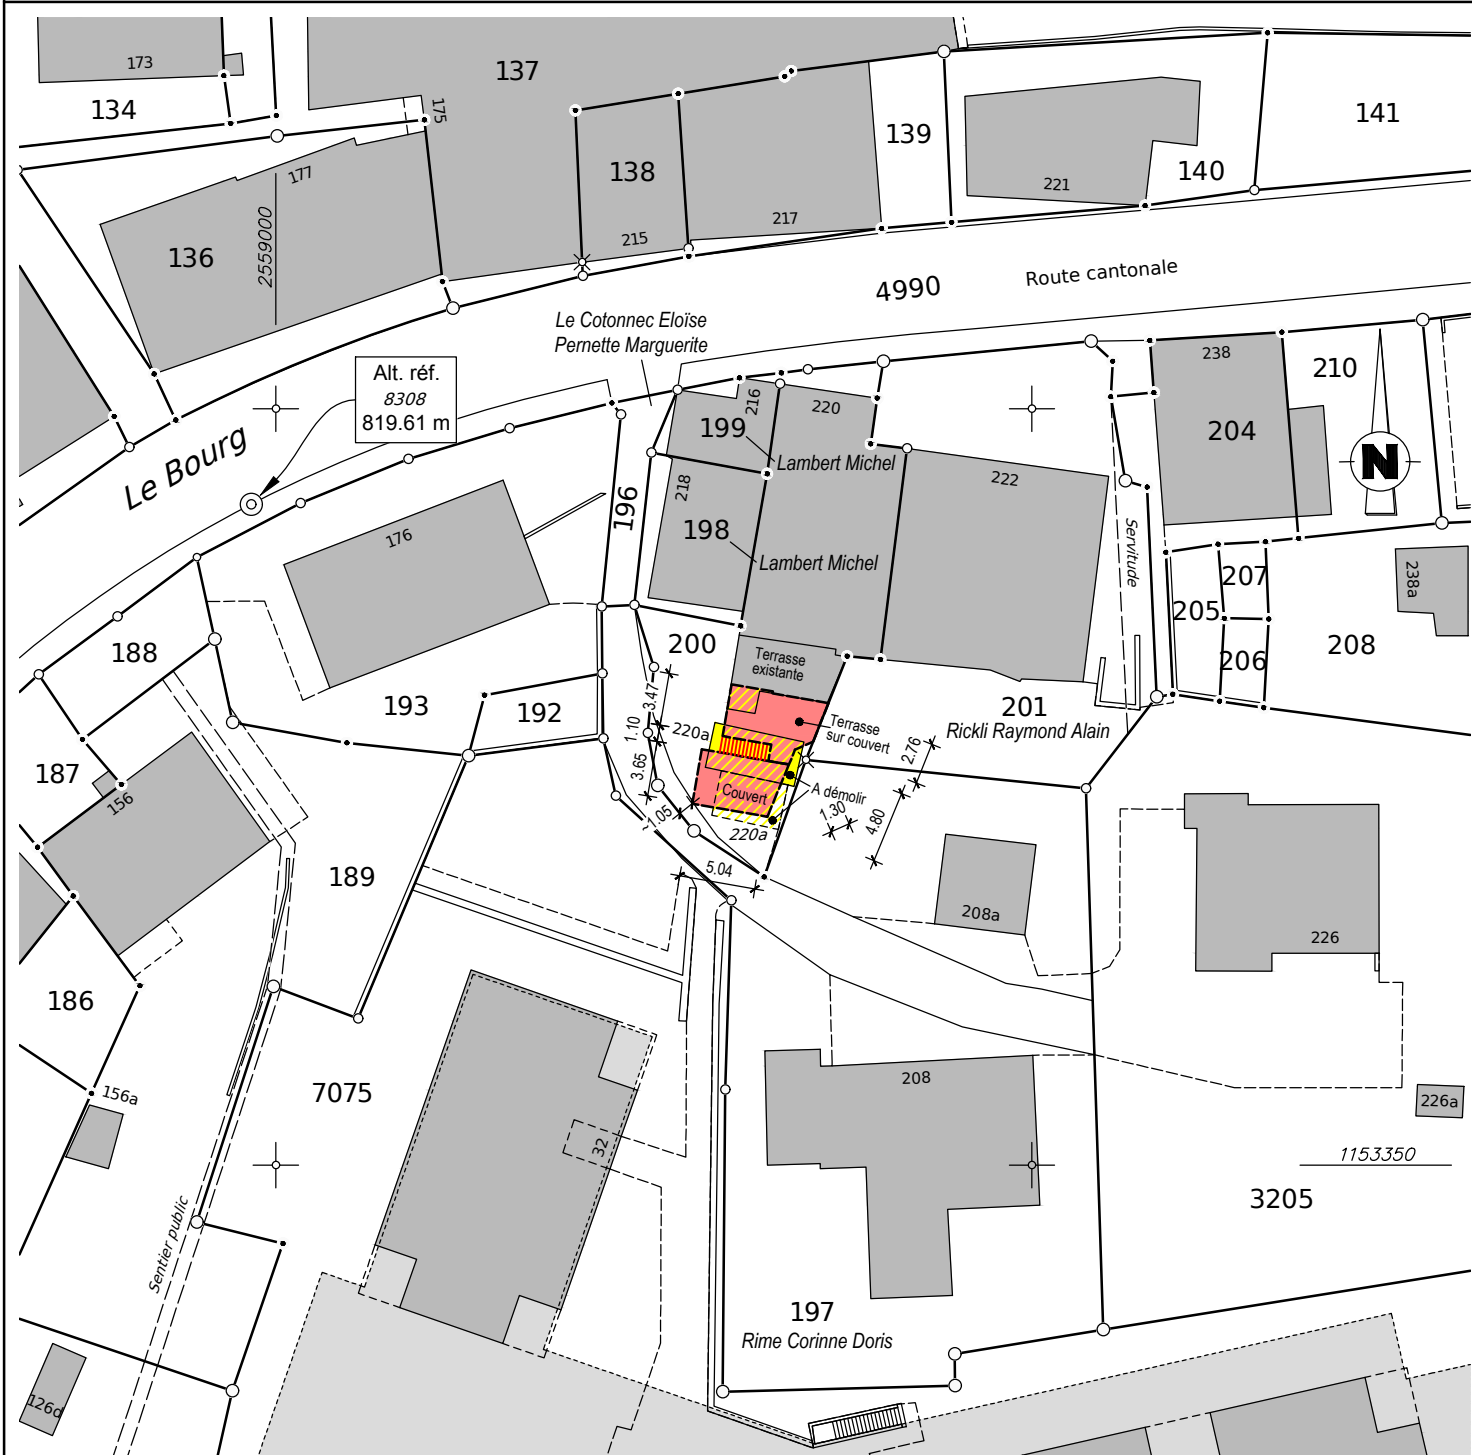 173
134
137
175
177
136
2559000
138
215
217
139
221
140
141
4990
Route cantonale
Le Cotonnec Eloïse
Pernette Marguerite
Alt. réf.
8308
819.61 m
Le Bourg
216
220
199
Lambert Michel
218
198
Lambert Michel
222
196
176
238
204
210
N
Servitude
238a
207
205
206
208
188
193
192
200
Terrasse
existante
3.47
1.10
220a
3.65
Terrasse
sur couvert
Couvert
A démolir
220a
~1.05
5.04
1.30
4.80
2.76
201
Rickli Raymond Alain
187
156
189
186
156a
7075
32
Sentier public
126d
208a
226
226a
208
1153350
3205
197
Rime Corinne Doris